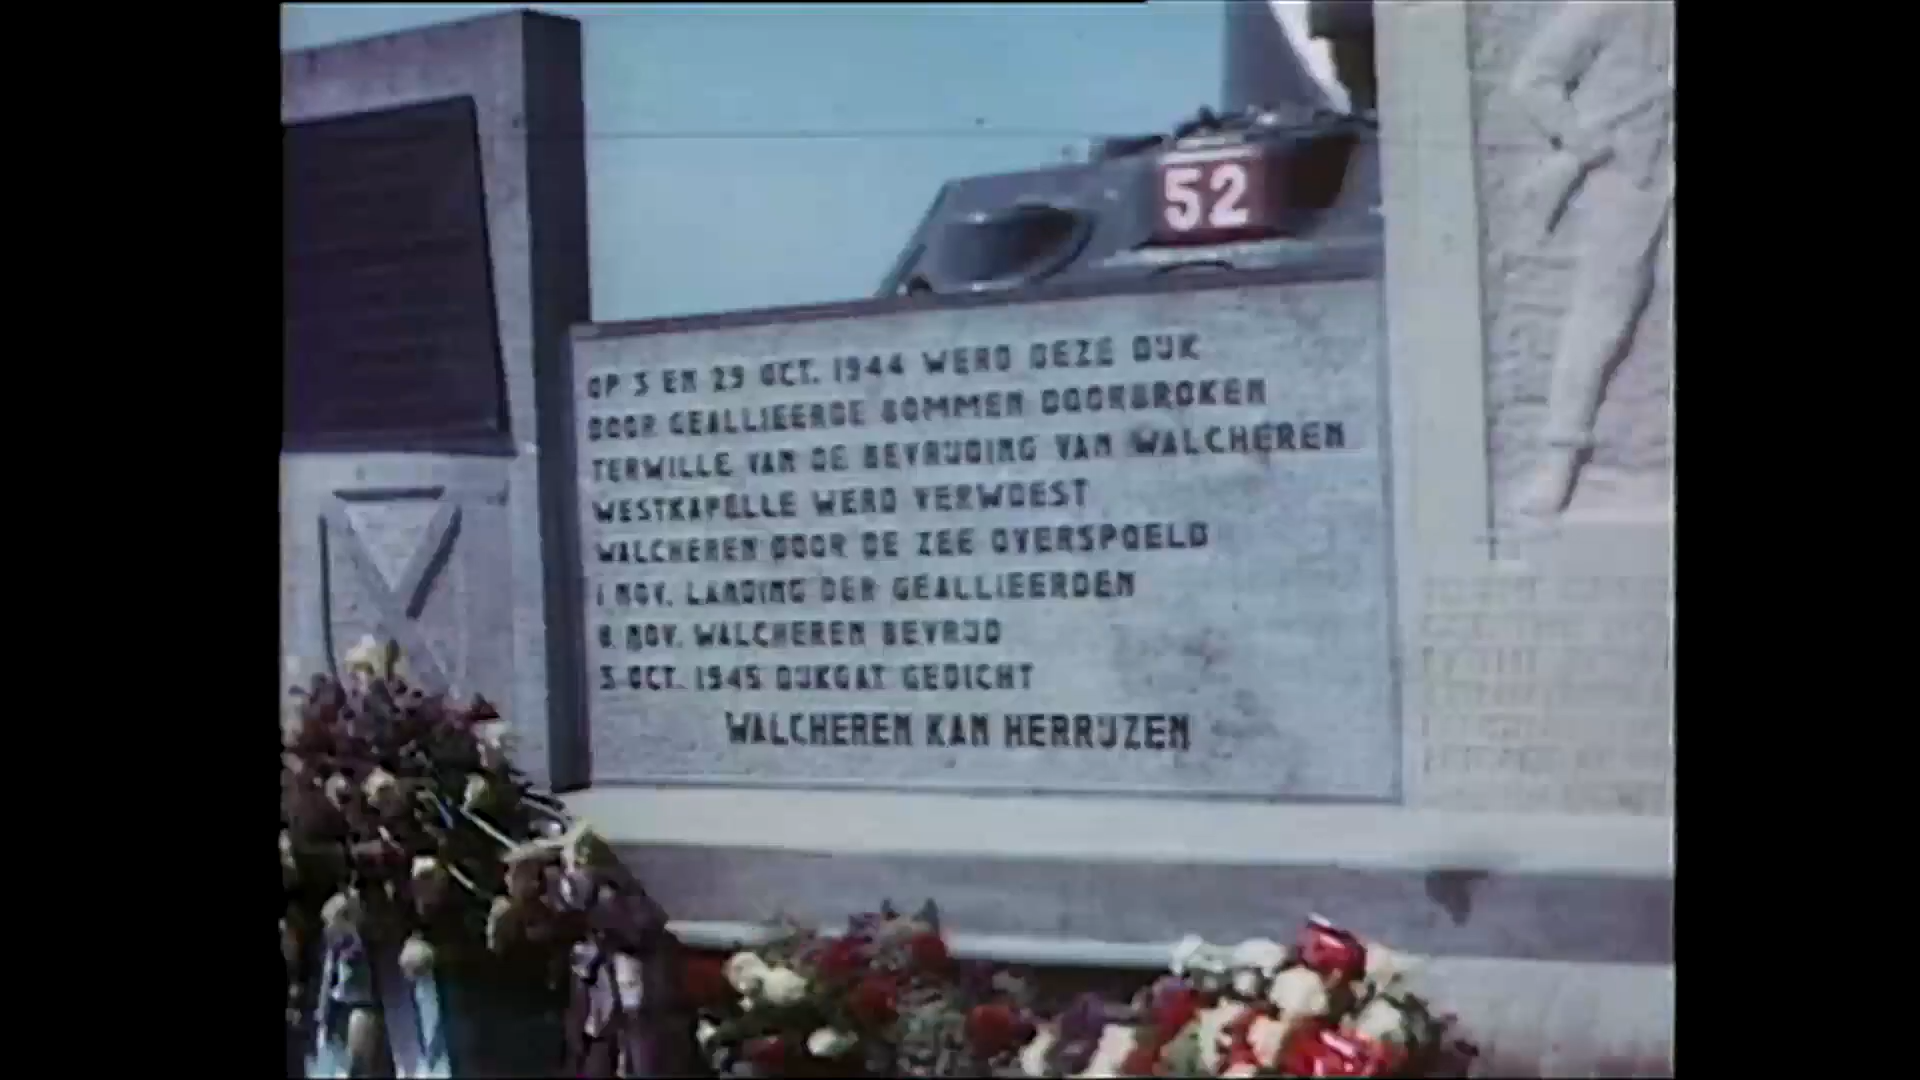 52
OP 3 EN 29 OCT. 1944 WERD DEZE DIJK
DOOR GEALLIEERDE BOMMEN DOORBROKEN
TERWILLE VAN DE BEVRIJDING VAN WALCHEREN
WESTKAPELLE WERD VERWOEST
WALCHEREN DOOR DE ZEE OVERSPOELD
1 NOV. LANDING DER GEALLIEERDEN
8 NOV. WALCHEREN BEVRIJD
3 OCT. 1945 DIJKGAT GEDICHT
WALCHEREN KAN HERRIJZEN